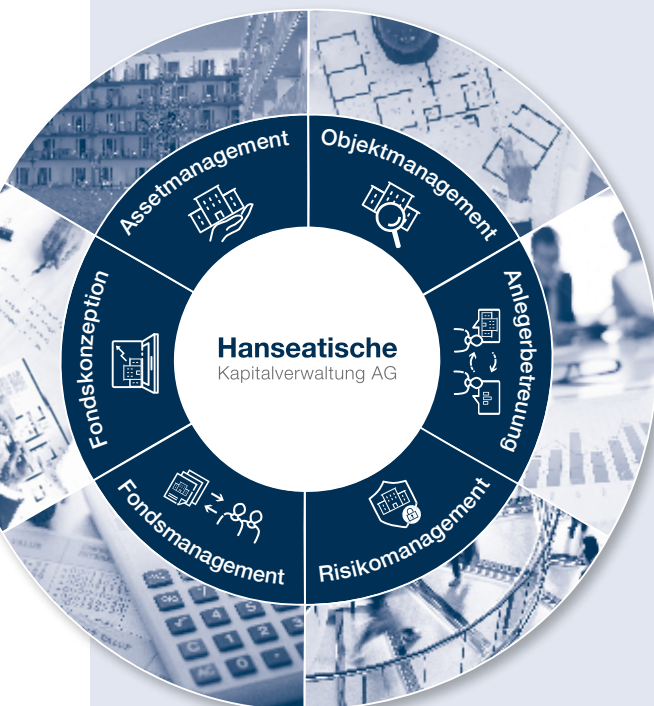 Hanseatische
Kapitalverwaltung AG
Assetmanagement
Objektmanagement
Anlegerbetreuung
Risikomanagement
Fondsmanagement
Fondskonzeption